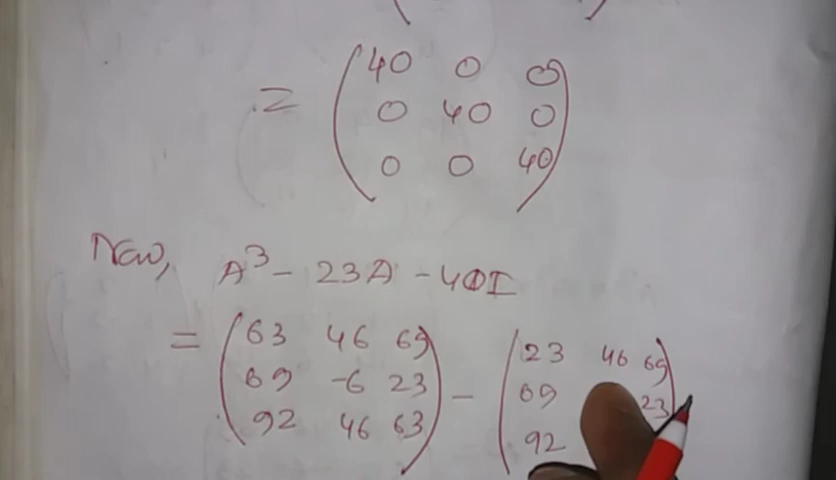 = ( 40 0 0
0 40 0
0 0 40 )
Now, A³ - 23A - 40I
= ( 63 46 69 23 46 69
69 -6 23 - 69 23
92 46 63 ) 92